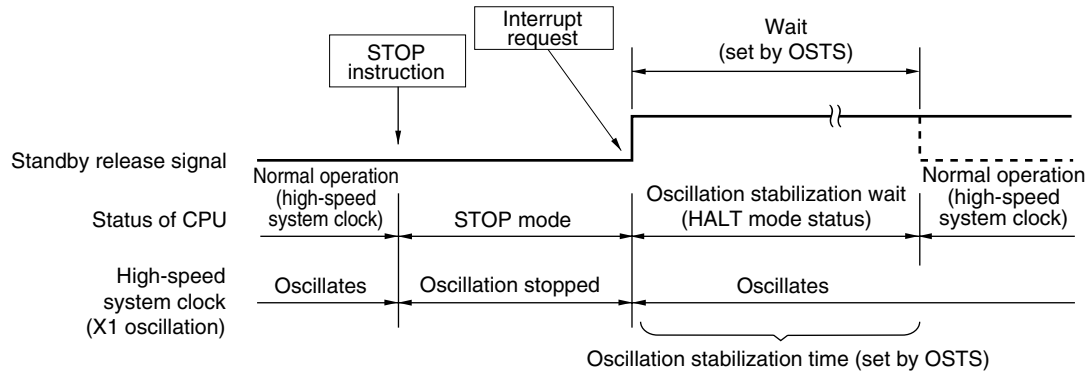 Interrupt
request
STOP
instruction
Wait
(set by OSTS)
Standby release signal
Normal operation
(high-speed
system clock)
Status of CPU
STOP mode
Oscillation stabilization wait
(HALT mode status)
Normal operation
(high-speed
system clock)
High-speed
system clock
(X1 oscillation)
Oscillates
Oscillation stopped
Oscillates
Oscillation stabilization time (set by OSTS)